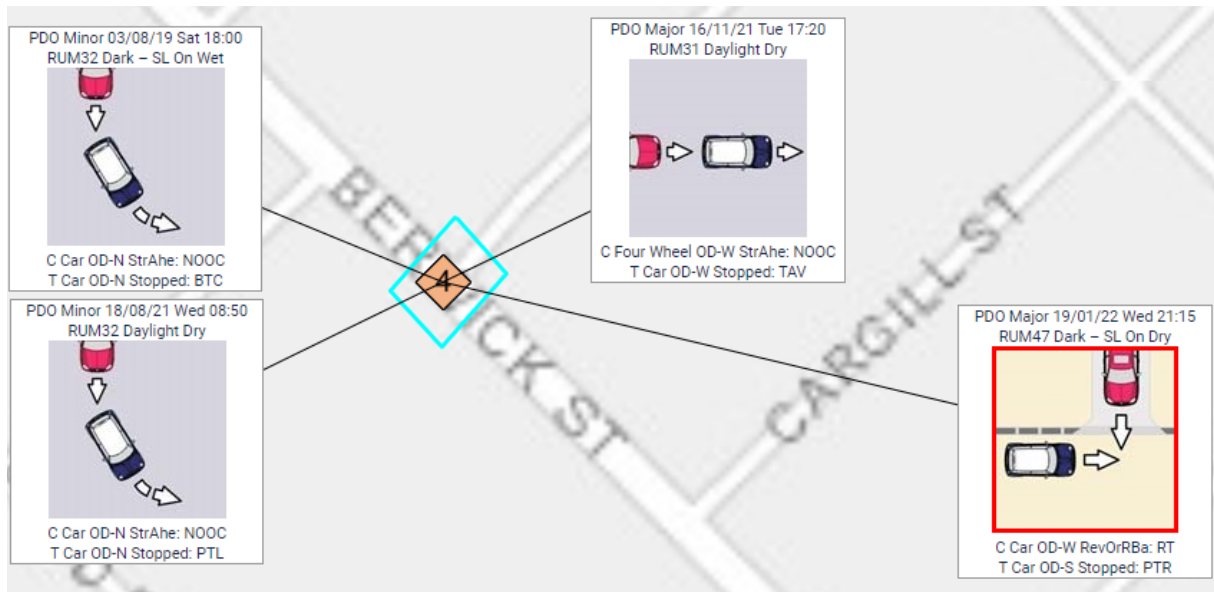 PDO Minor 03/08/19 Sat 18:00
RUM32 Dark – SL On Wet
C Car OD-N StrAhe: NOOC
T Car OD-N Stopped: BTC
PDO Major 16/11/21 Tue 17:20
RUM31 Daylight Dry
C Four Wheel OD-W StrAhe: NOOC
T Car OD-W Stopped: TAV
BERWICK ST
4
CARGILL ST
PDO Minor 18/08/21 Wed 08:50
RUM32 Daylight Dry
C Car OD-N StrAhe: NOOC
T Car OD-N Stopped: PTL
PDO Major 19/01/22 Wed 21:15
RUM47 Dark – SL On Dry
C Car OD-W RevOrRBa: RT
T Car OD-S Stopped: PTR